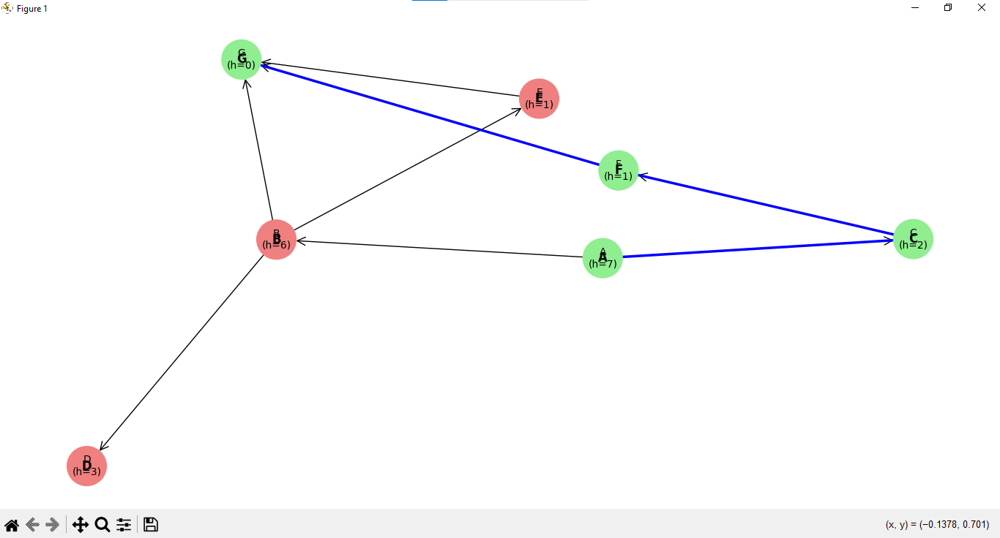 Figure 1
G
G
(h=0)
E
E
(h=1)
F
F
(h=1)
B
B
(h=6)
A
A
(h=7)
C
C
(h=2)
D
D
(h=3)
(x, y) = (−0.1378, 0.701)